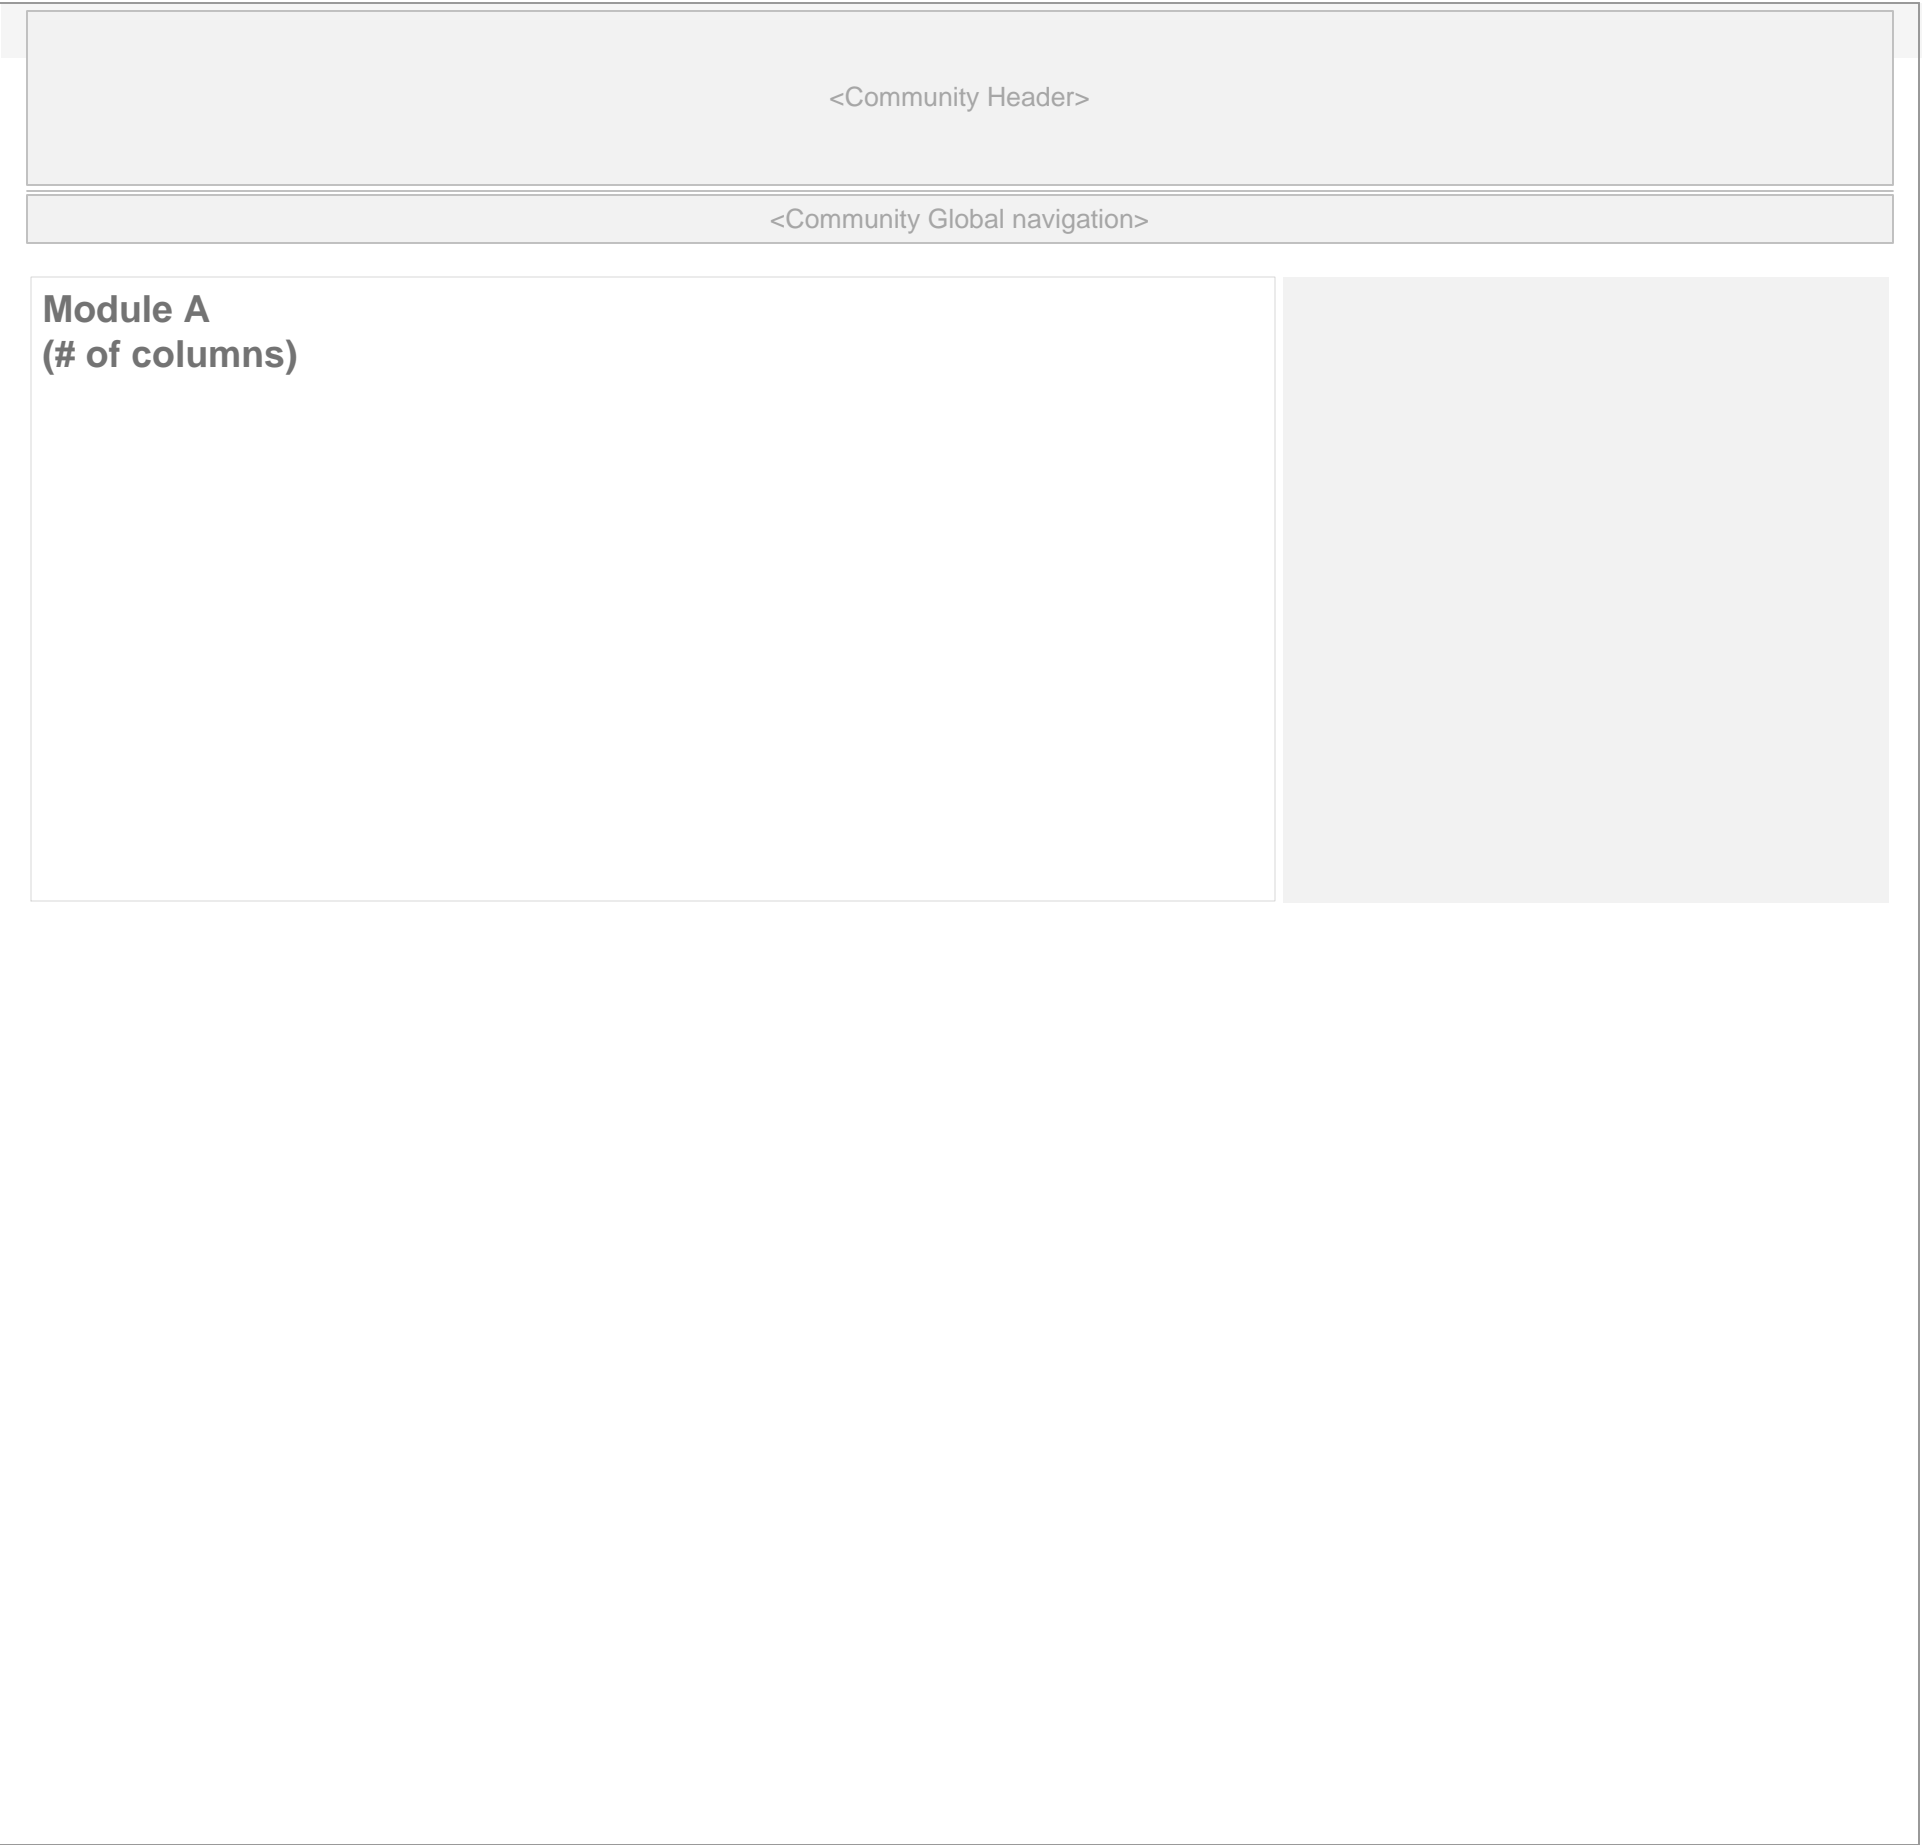 <Community Header>
<Community Global navigation>
Module A
(# of columns)